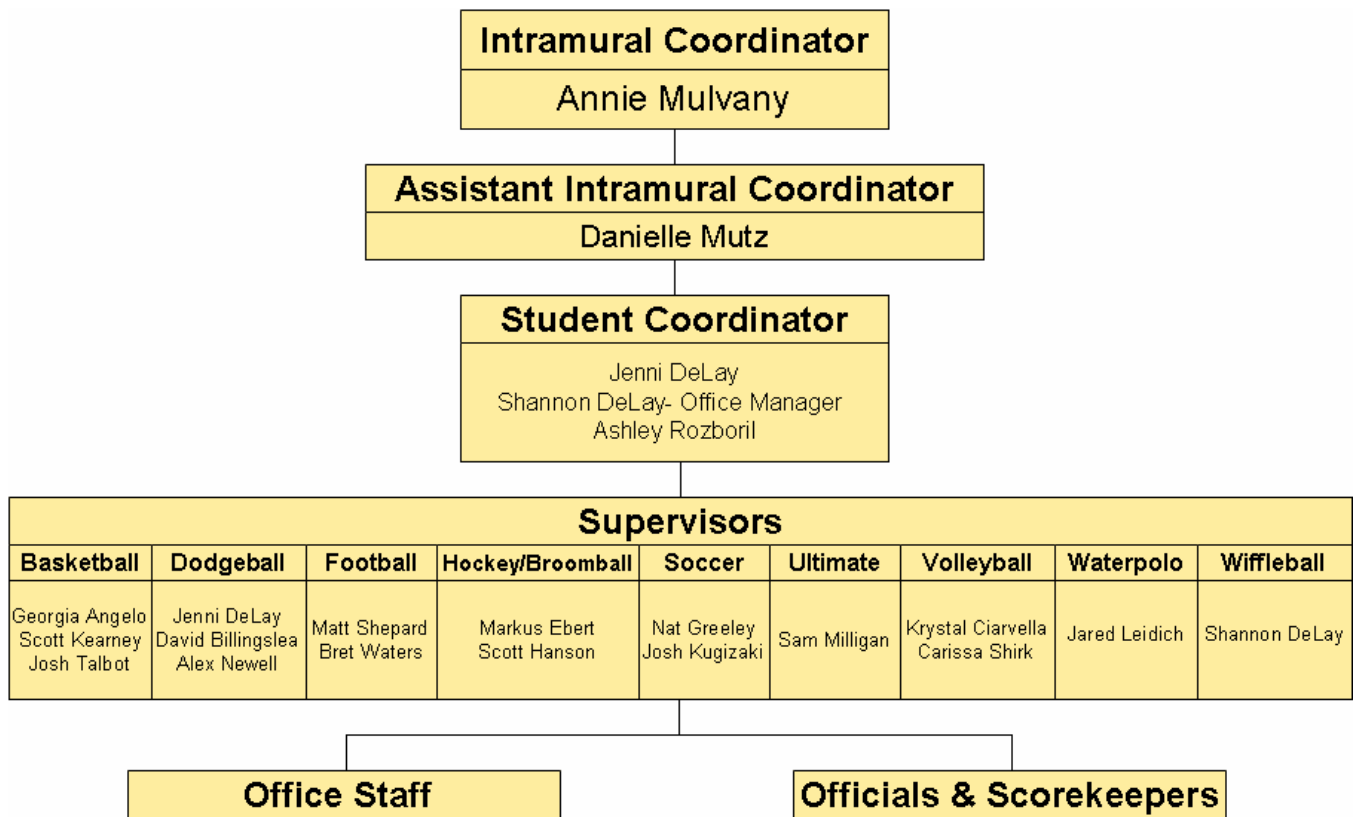 Intramural Coordinator
Annie Mulvany
Assistant Intramural Coordinator
Danielle Mutz
Student Coordinator
Jenni DeLay
Shannon DeLay- Office Manager
Ashley Rozboril
Supervisors
Basketball
Georgia Angelo
Scott Kearney
Josh Talbot
Dodgeball
Jenni DeLay
David Billingslea
Alex Newell
Football
Matt Shepard
Bret Waters
Hockey/Broomball
Markus Ebert
Scott Hanson
Soccer
Nat Greeley
Josh Kugizaki
Ultimate
Sam Milligan
Volleyball
Krystal Ciarvella
Carissa Shirk
Waterpolo
Jared Leidich
Wiffleball
Shannon DeLay
Office Staff
Officials & Scorekeepers